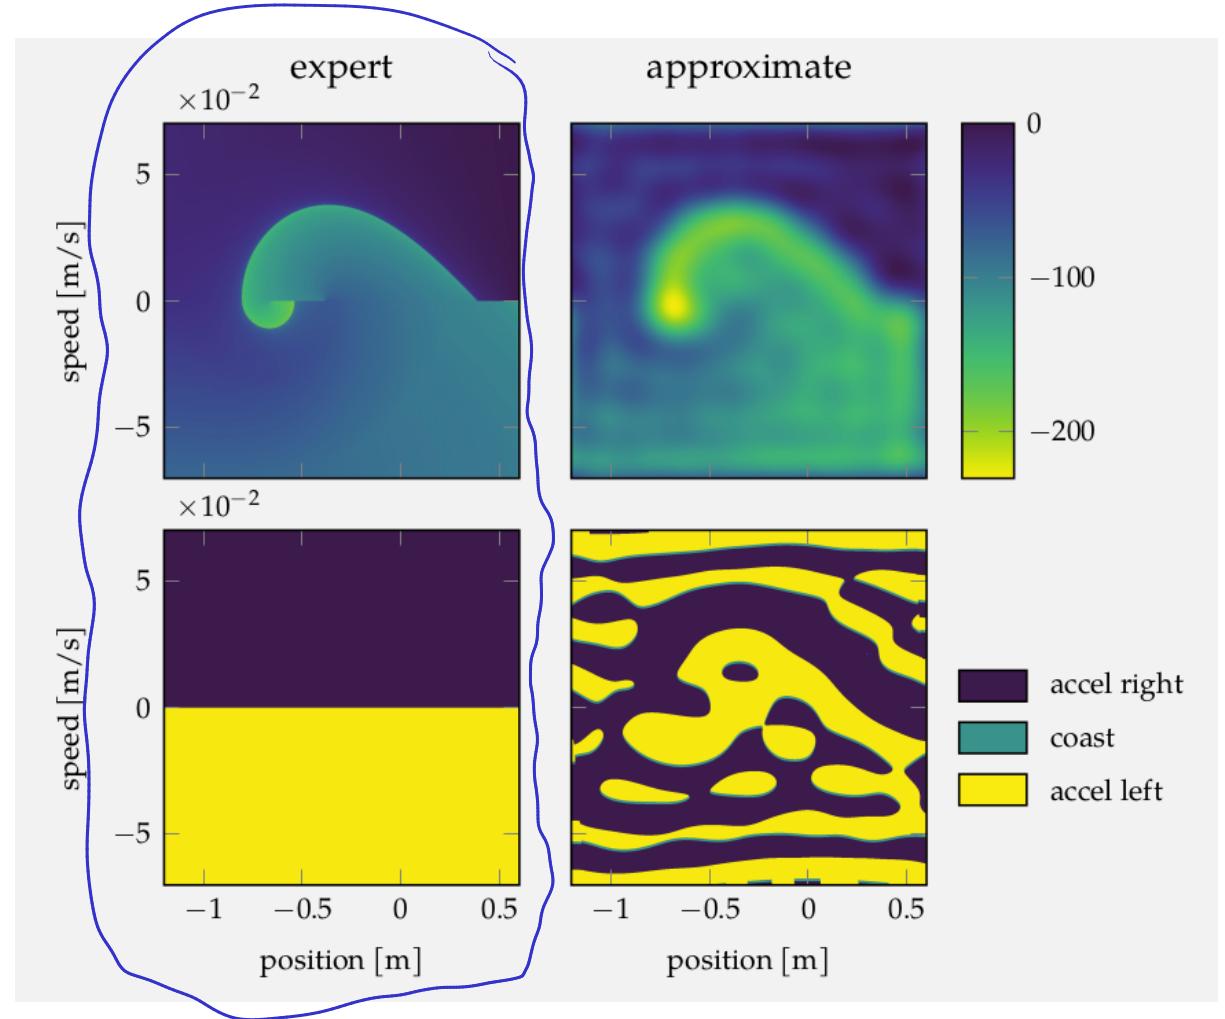 expert
approximate
×10⁻²
5
0
−5
speed [m/s]
0
−100
−200
×10⁻²
5
0
−5
speed [m/s]
−1 −0.5 0 0.5
position [m]
−1 −0.5 0 0.5
position [m]
accel right
coast
accel left